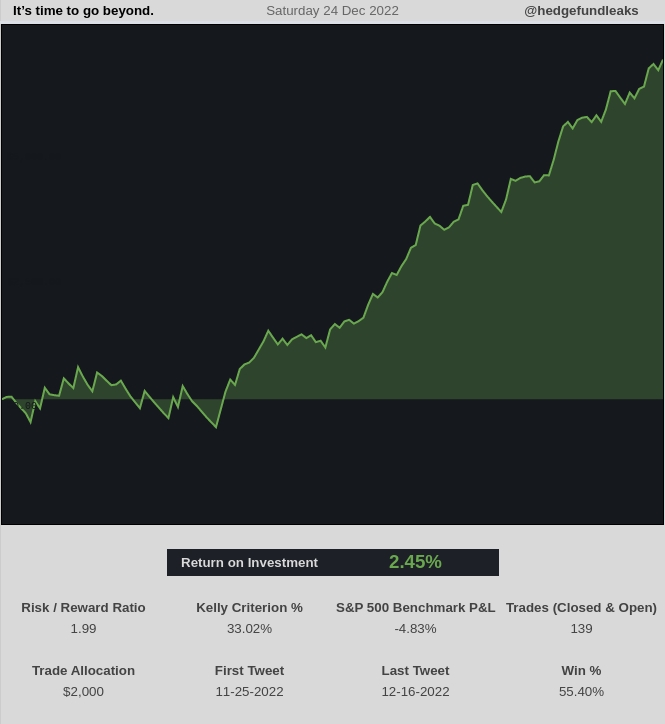 It's time to go beyond. Saturday 24 Dec 2022 @hedgefundleaks
Return on Investment 2.45%
Risk / Reward Ratio Kelly Criterion % S&P 500 Benchmark P&L Trades (Closed & Open)
1.99 33.02% -4.83% 139
Trade Allocation First Tweet Last Tweet Win %
$2,000 11-25-2022 12-16-2022 55.40%